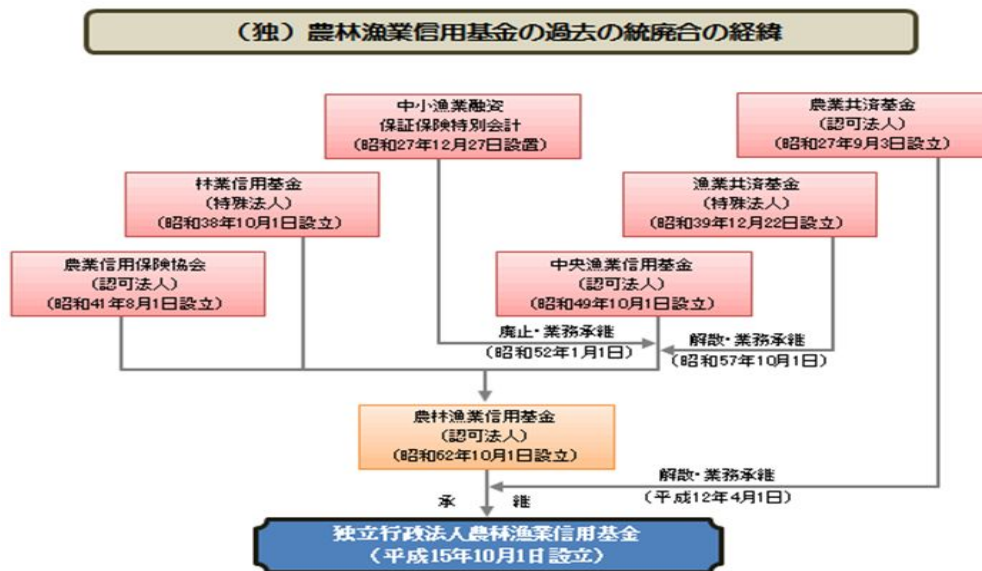 （独）農林漁業信用基金の過去の統廃合の経緯
中小漁業融資
保証保険特別会計
（昭和27年12月27日設置）
農業共済基金
（認可法人）
（昭和27年9月3日設立）
林業信用基金
（特殊法人）
（昭和38年10月1日設立）
漁業共済基金
（特殊法人）
（昭和39年12月22日設立）
農業信用保険協会
（認可法人）
（昭和41年8月1日設立）
中央漁業信用基金
（認可法人）
（昭和49年10月1日設立）
廃止・業務承継
（昭和52年1月1日）
解散・業務承継
（昭和57年10月1日）
農林漁業信用基金
（認可法人）
（昭和62年10月1日設立）
解散・業務承継
（平成12年4月1日）
承　継
独立行政法人農林漁業信用基金
（平成15年10月1日設立）